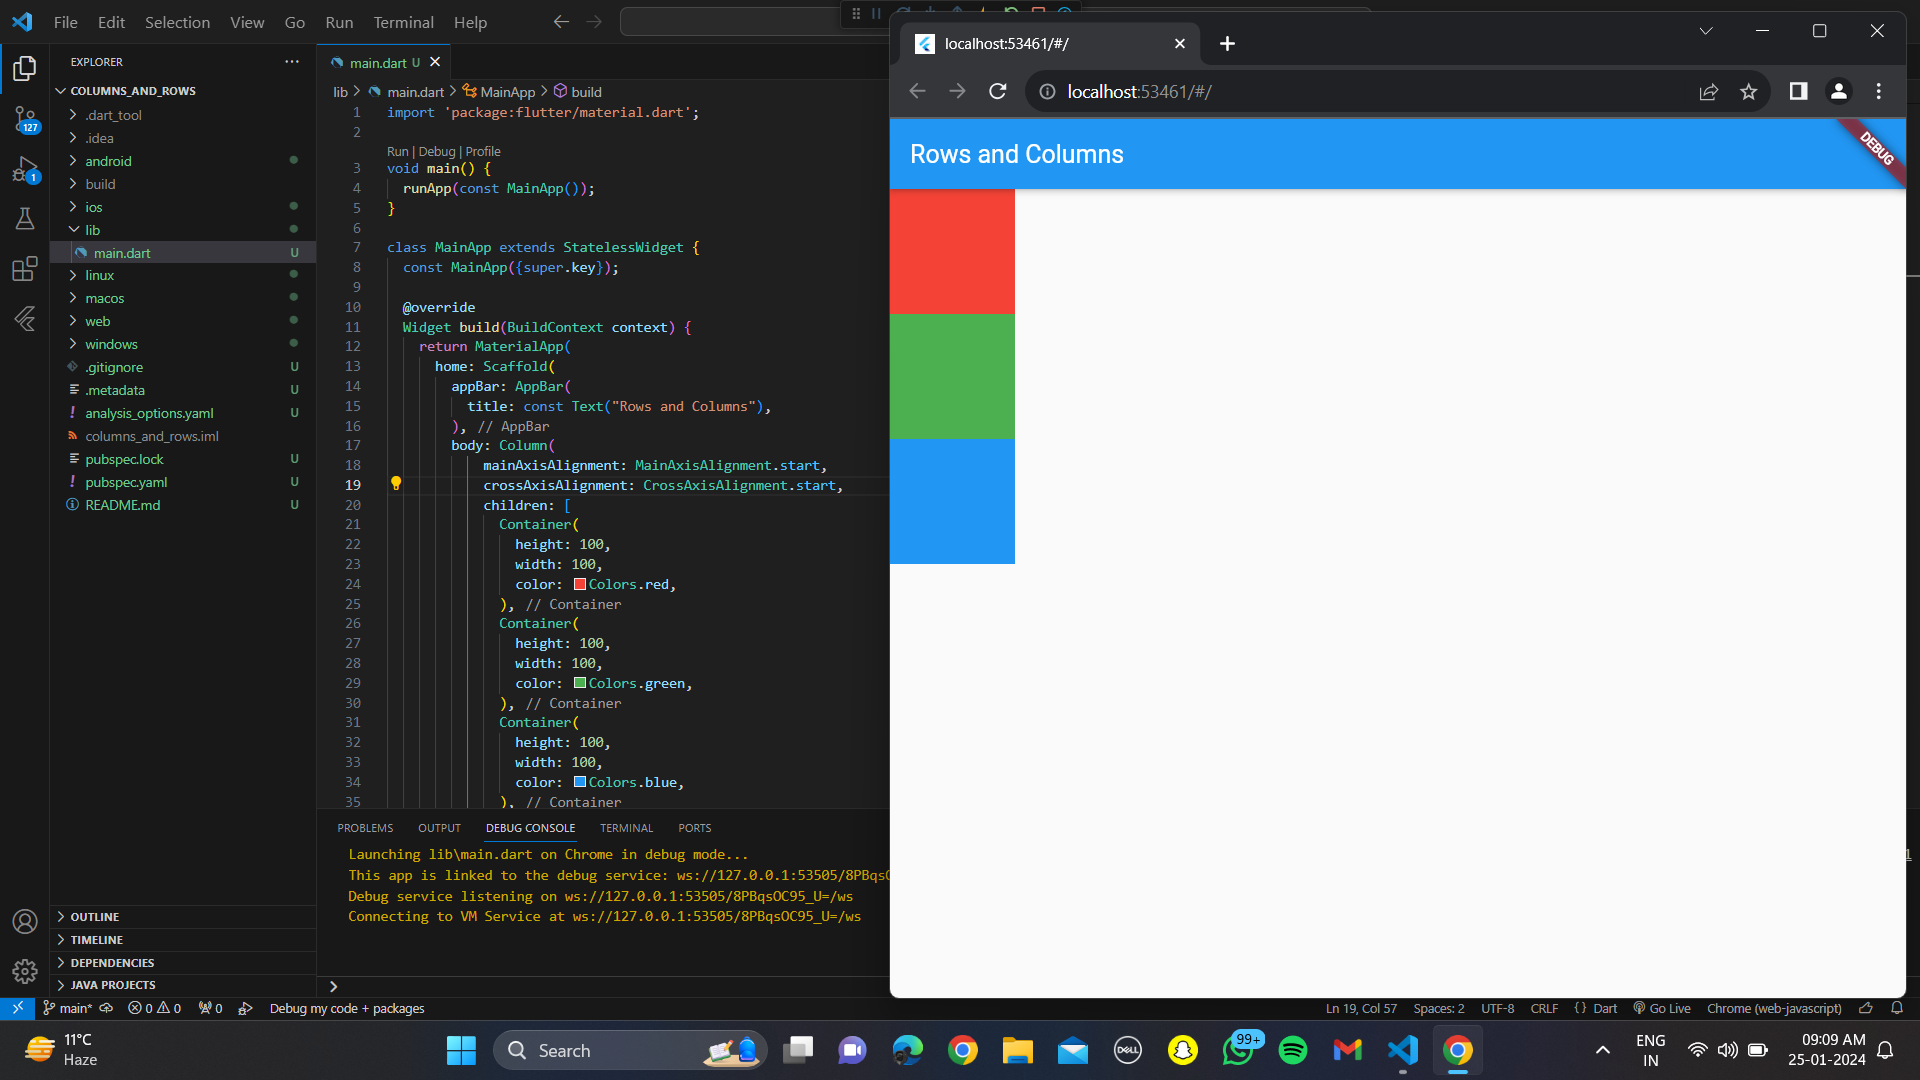 File Edit Selection View Go Run Terminal Help
EXPLORER
COLUMNS_AND_ROWS
.dart_tool
.idea
android
build
ios
lib
main.dart U
linux
macos
web
windows
.gitignore U
.metadata U
analysis_options.yaml U
columns_and_rows.iml
pubspec.lock U
pubspec.yaml U
README.md U
OUTLINE
TIMELINE
DEPENDENCIES
JAVA PROJECTS
127
1
main.dart U
lib > main.dart > MainApp > build
1 import 'package:flutter/material.dart';
2
Run | Debug | Profile
3 void main() {
4 runApp(const MainApp());
5 }
6
7 class MainApp extends StatelessWidget {
8 const MainApp({super.key});
9
10 @override
11 Widget build(BuildContext context) {
12 return MaterialApp(
13 home: Scaffold(
14 appBar: AppBar(
15 title: const Text("Rows and Columns"),
16 ), // AppBar
17 body: Column(
18 mainAxisAlignment: MainAxisAlignment.start,
19 crossAxisAlignment: CrossAxisAlignment.start,
20 children: [
21 Container(
22 height: 100,
23 width: 100,
24 color: Colors.red,
25 ), // Container
26 Container(
27 height: 100,
28 width: 100,
29 color: Colors.green,
30 ), // Container
31 Container(
32 height: 100,
33 width: 100,
34 color: Colors.blue,
35 ), // Container
PROBLEMS OUTPUT DEBUG CONSOLE TERMINAL PORTS
Launching lib\main.dart on Chrome in debug mode...
This app is linked to the debug service: ws://127.0.0.1:53505/8PBqsOC
Debug service listening on ws://127.0.0.1:53505/8PBqsOC95_U=/ws
Connecting to VM Service at ws://127.0.0.1:53505/8PBqsOC95_U=/ws
localhost:53461/#/
localhost:53461/#/
Rows and Columns
DEBUG
main* 0 0 0 Debug my code + packages
Ln 19, Col 57 Spaces: 2 UTF-8 CRLF {} Dart Go Live Chrome (web-javascript)
11°C
Haze
Search
DELL
99+
ENG
IN
09:09 AM
25-01-2024